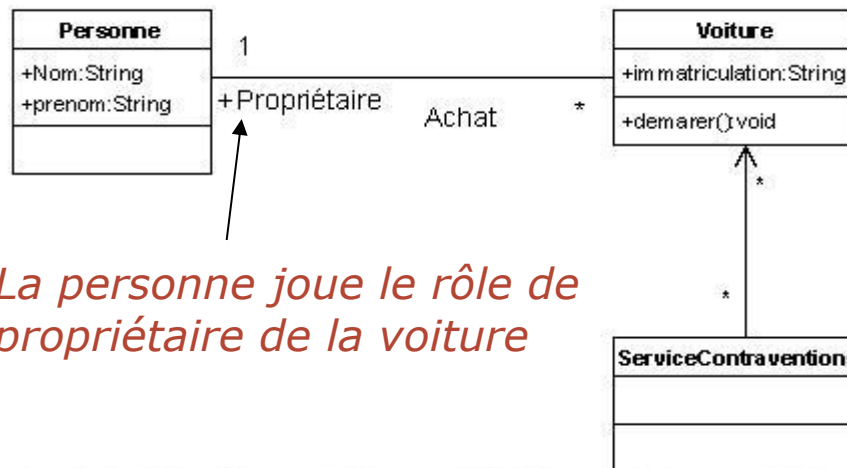 Personne
+Nom:String
+prenom:String
1
+Propriétaire
Achat
*
Voiture
+immatriculation:String
+demarer():void
*
La personne joue le rôle de
propriétaire de la voiture
*
ServiceContravention